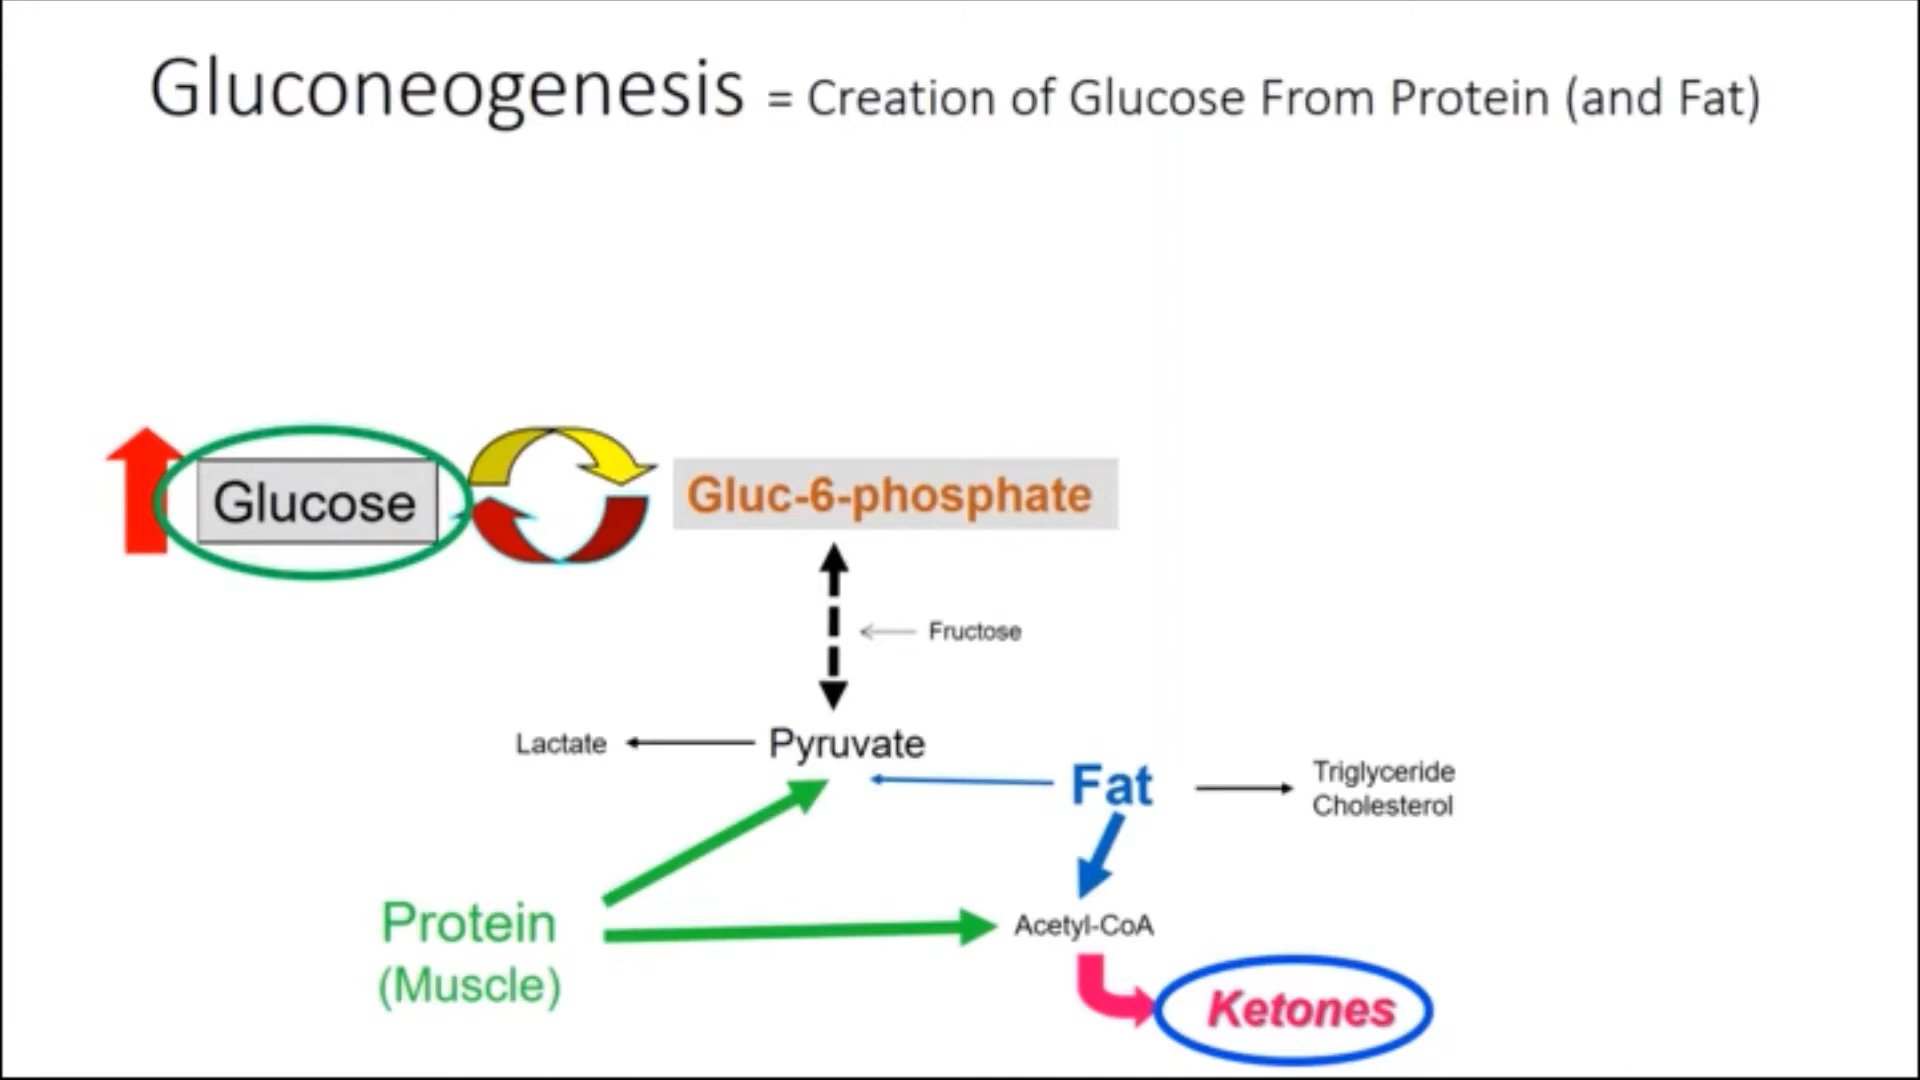 Gluconeogenesis = Creation of Glucose From Protein (and Fat)
Glucose
Gluc-6-phosphate
Fructose
Lactate
Pyruvate
Fat
Triglyceride
Cholesterol
Protein
(Muscle)
Acetyl-CoA
Ketones